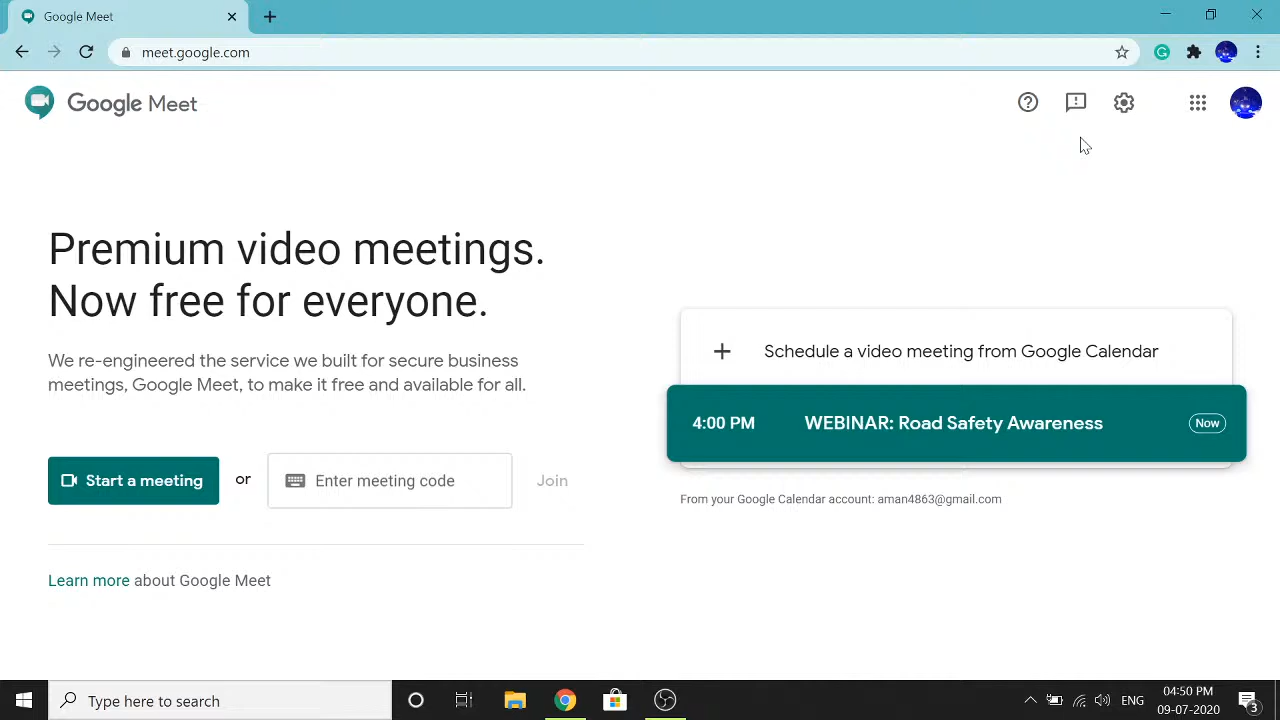 Google Meet
meet.google.com
Google Meet
Premium video meetings.
Now free for everyone.
We re-engineered the service we built for secure business
meetings, Google Meet, to make it free and available for all.
Start a meeting or Enter meeting code Join
Learn more about Google Meet
Schedule a video meeting from Google Calendar
4:00 PM WEBINAR: Road Safety Awareness Now
From your Google Calendar account: aman4863@gmail.com
Type here to search
ENG
04:50 PM
09-07-2020
3